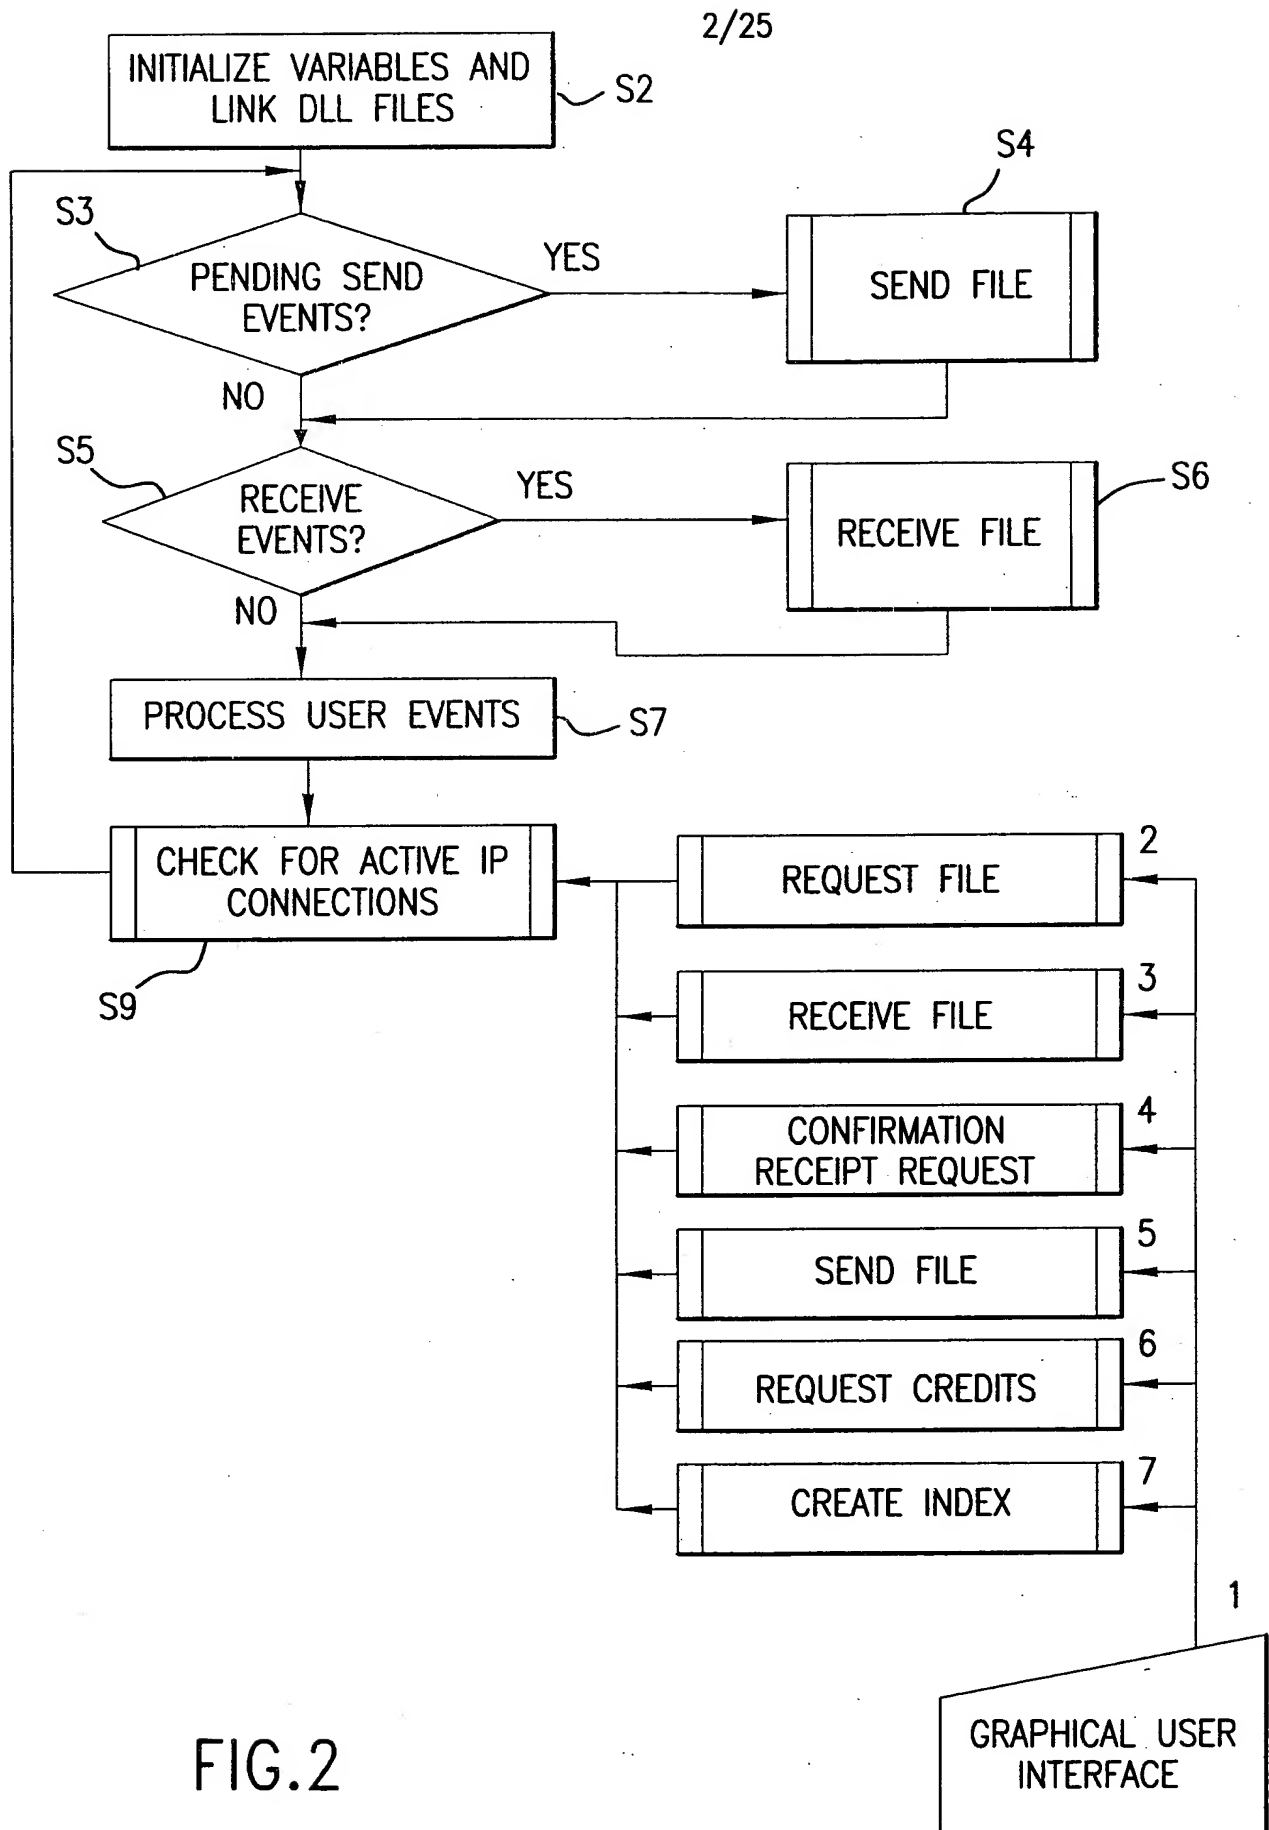 2/25
INITIALIZE VARIABLES AND
LINK DLL FILES
S2
S4
S3
PENDING SEND
EVENTS?
YES
SEND FILE
NO
S5
RECEIVE
EVENTS?
YES
RECEIVE FILE
S6
NO
PROCESS USER EVENTS
S7
CHECK FOR ACTIVE IP
CONNECTIONS
S9
REQUEST FILE
2
RECEIVE FILE
3
CONFIRMATION
RECEIPT REQUEST
4
SEND FILE
5
REQUEST CREDITS
6
CREATE INDEX
7
1
GRAPHICAL USER
INTERFACE
FIG.2